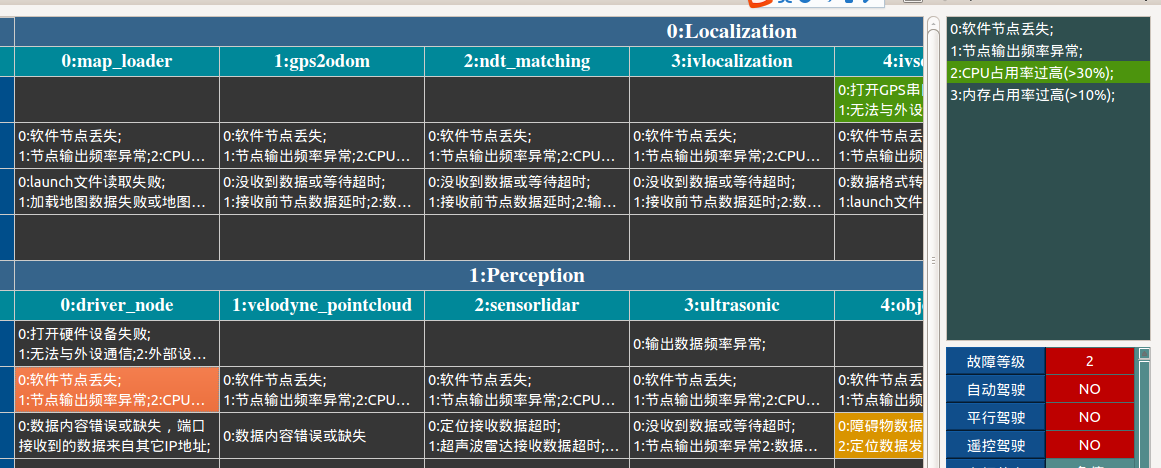 0:Localization
0:map_loader 1:gps2odom 2:ndt_matching 3:ivlocalization 4:ivs
0:打开GPS串
1:无法与外设
0:软件节点丢失; 0:软件节点丢失; 0:软件节点丢失; 0:软件节点丢失; 0:软件节点丢
1:节点输出频率异常;2:CPU... 1:节点输出频率异常;2:CPU... 1:节点输出频率异常;2:CPU... 1:节点输出频率异常;2:CPU... 1:节点输出频
0:launch文件读取失败; 0:没收到数据或等待超时; 0:没收到数据或等待超时; 0:没收到数据或等待超时; 0:数据格式转
1:加载地图数据失败或地图... 1:接收前节点数据延时;2:数... 1:接收前节点数据延时;2:输... 1:接收前节点数据延时;2:数... 1:launch文件
1:Perception
0:driver_node 1:velodyne_pointcloud 2:sensorlidar 3:ultrasonic 4:obj
0:打开硬件设备失败;
1:无法与外设通信;2:外部设...
0:输出数据频率异常;
0:软件节点丢失; 0:软件节点丢失; 0:软件节点丢失; 0:软件节点丢失; 0:软件节点丢
1:节点输出频率异常;2:CPU... 1:节点输出频率异常;2:CPU... 1:节点输出频率异常;2:CPU... 1:节点输出频率异常;2:CPU... 1:节点输出频
0:数据内容错误或缺失，端口
接收到的数据来自其它IP地址;
0:数据内容错误或缺失
0:定位接收数据超时;
1:超声波雷达接收数据超时;...
0:没收到数据或等待超时;
1:节点输出频率异常2:数据...
0:障碍物数据
2:定位数据发
0:软件节点丢失;
1:节点输出频率异常;
2:CPU占用率过高(>30%);
3:内存占用率过高(>10%);
故障等级 2
自动驾驶 NO
平行驾驶 NO
遥控驾驶 NO